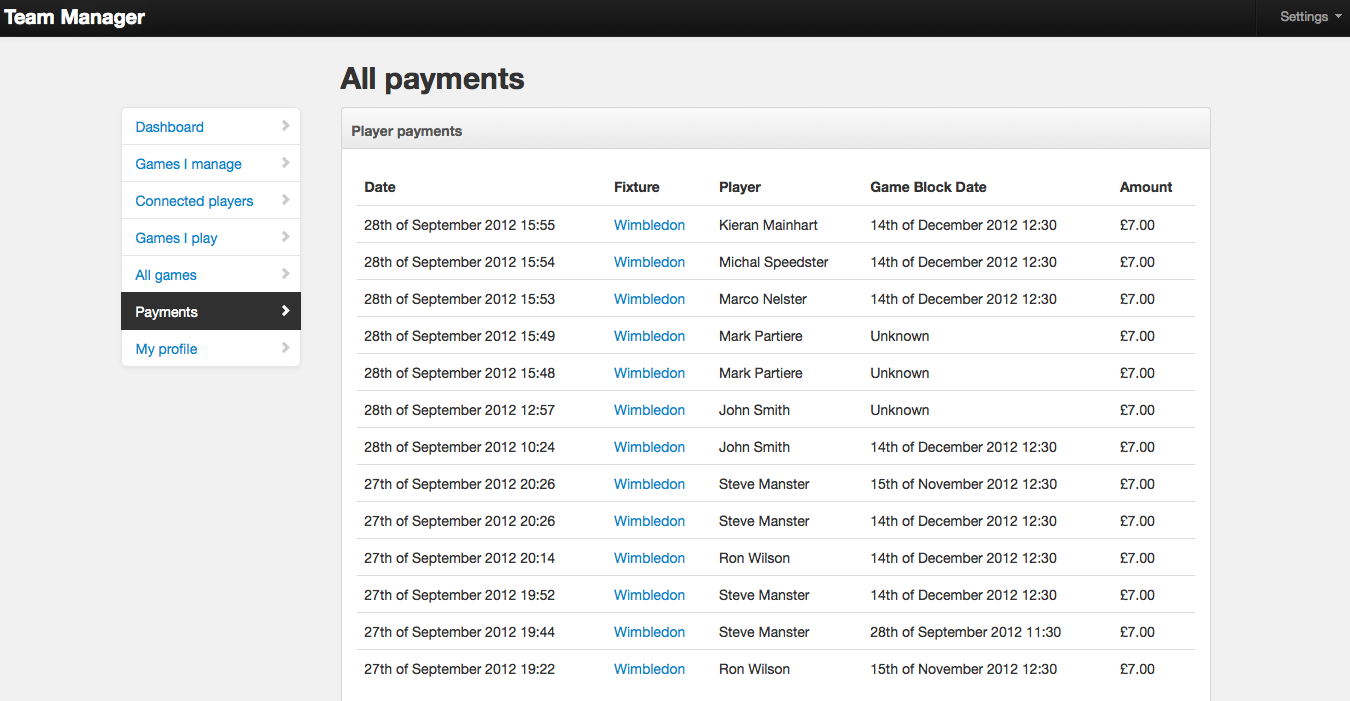 Team Manager Settings
All payments
Dashboard
Games I manage
Connected players
Games I play
All games
Payments
My profile
Player payments
Date Fixture Player Game Block Date Amount
28th of September 2012 15:55 Wimbledon Kieran Mainhart 14th of December 2012 12:30 £7.00
28th of September 2012 15:54 Wimbledon Michal Speedster 14th of December 2012 12:30 £7.00
28th of September 2012 15:53 Wimbledon Marco Nelster 14th of December 2012 12:30 £7.00
28th of September 2012 15:49 Wimbledon Mark Partiere Unknown £7.00
28th of September 2012 15:48 Wimbledon Mark Partiere Unknown £7.00
28th of September 2012 12:57 Wimbledon John Smith Unknown £7.00
28th of September 2012 10:24 Wimbledon John Smith 14th of December 2012 12:30 £7.00
27th of September 2012 20:26 Wimbledon Steve Manster 15th of November 2012 12:30 £7.00
27th of September 2012 20:26 Wimbledon Steve Manster 14th of December 2012 12:30 £7.00
27th of September 2012 20:14 Wimbledon Ron Wilson 14th of December 2012 12:30 £7.00
27th of September 2012 19:52 Wimbledon Steve Manster 14th of December 2012 12:30 £7.00
27th of September 2012 19:44 Wimbledon Steve Manster 28th of September 2012 11:30 £7.00
27th of September 2012 19:22 Wimbledon Ron Wilson 15th of November 2012 12:30 £7.00